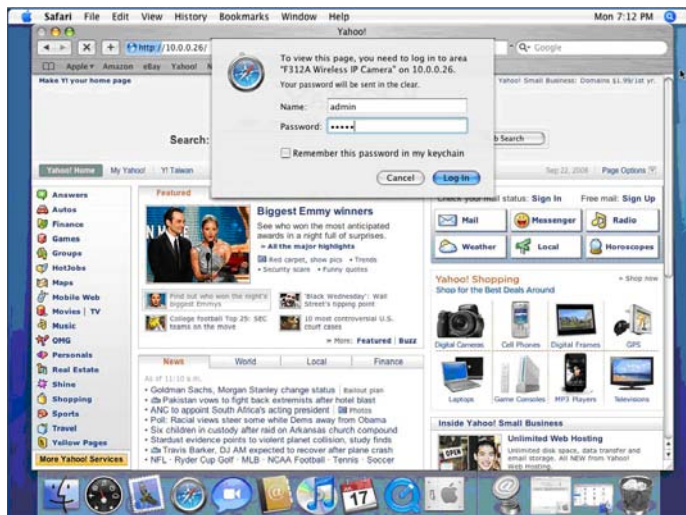 Safari File Edit View History Bookmarks Window Help Mon 7:12 PM
Yahoo!
http://10.0.0.26/
Q- Google
Apple Amazon eBay Yahoo!
To view this page, you need to log in to area
"F312A Wireless IP Camera" on 10.0.0.26.
Your password will be sent in the clear.
Name: admin
Password: •••••
Remember this password in my keychain
Cancel Log In
Make Y! your home page
Yahoo! Small Business: Domains $1.99/1st yr.
Search:
b Search
Yahoo! Home My Yahoo! Y! Taiwan
Sep 22, 2008 Page Options
Answers
Autos
Finance
Games
Groups
HotJobs
Maps
Mobile Web
Movies | TV
Music
OMG
Personals
Real Estate
Shine
Shopping
Sports
Travel
Yellow Pages
More Yahoo! Services
Featured
Biggest Emmy winners
See who won the most anticipated
awards in a night full of surprises.
» All the major highlights
Red carpet, show pics • Trends
• Security scare • Funny quotes
Find out who won the night's
biggest Emmys
'Black Wednesday': Wall
Street's tipping point
College football Top 25: SEC
teams on the move
10 most controversial U.S.
court cases
» More: Featured | Buzz
News World Local Finance
As of 11:10 a.m.
• Goldman Sachs, Morgan Stanley change status | Bailout plan
• Pakistan vows to fight back extremists after hotel blast
• ANC to appoint South Africa's acting president | Photos
• Poll: Racial views steer some white Dems away from Obama
• Six children in custody after raid on Arkansas church compound
• Stardust evidence points to violent planet collision, study finds
• Travis Barker, DJ AM expected to recover after plane crash
• NFL · Ryder Cup Golf · MLB · NCAA Football · Tennis · Soccer
Check your mail status: Sign In Free mail: Sign Up
Mail Messenger Radio
Weather Local Horoscopes
Yahoo! Shopping » Shop now
Shop for the Best Deals Around
Digital Cameras Cell Phones Digital Frames GPS
Laptops Game Consoles MP3 Players Televisions
Inside Yahoo! Small Business
OPEN
Unlimited Web Hosting
Unlimited disk space, data transfer and
email storage. All NEW from Yahoo!
Web Hosting.
17